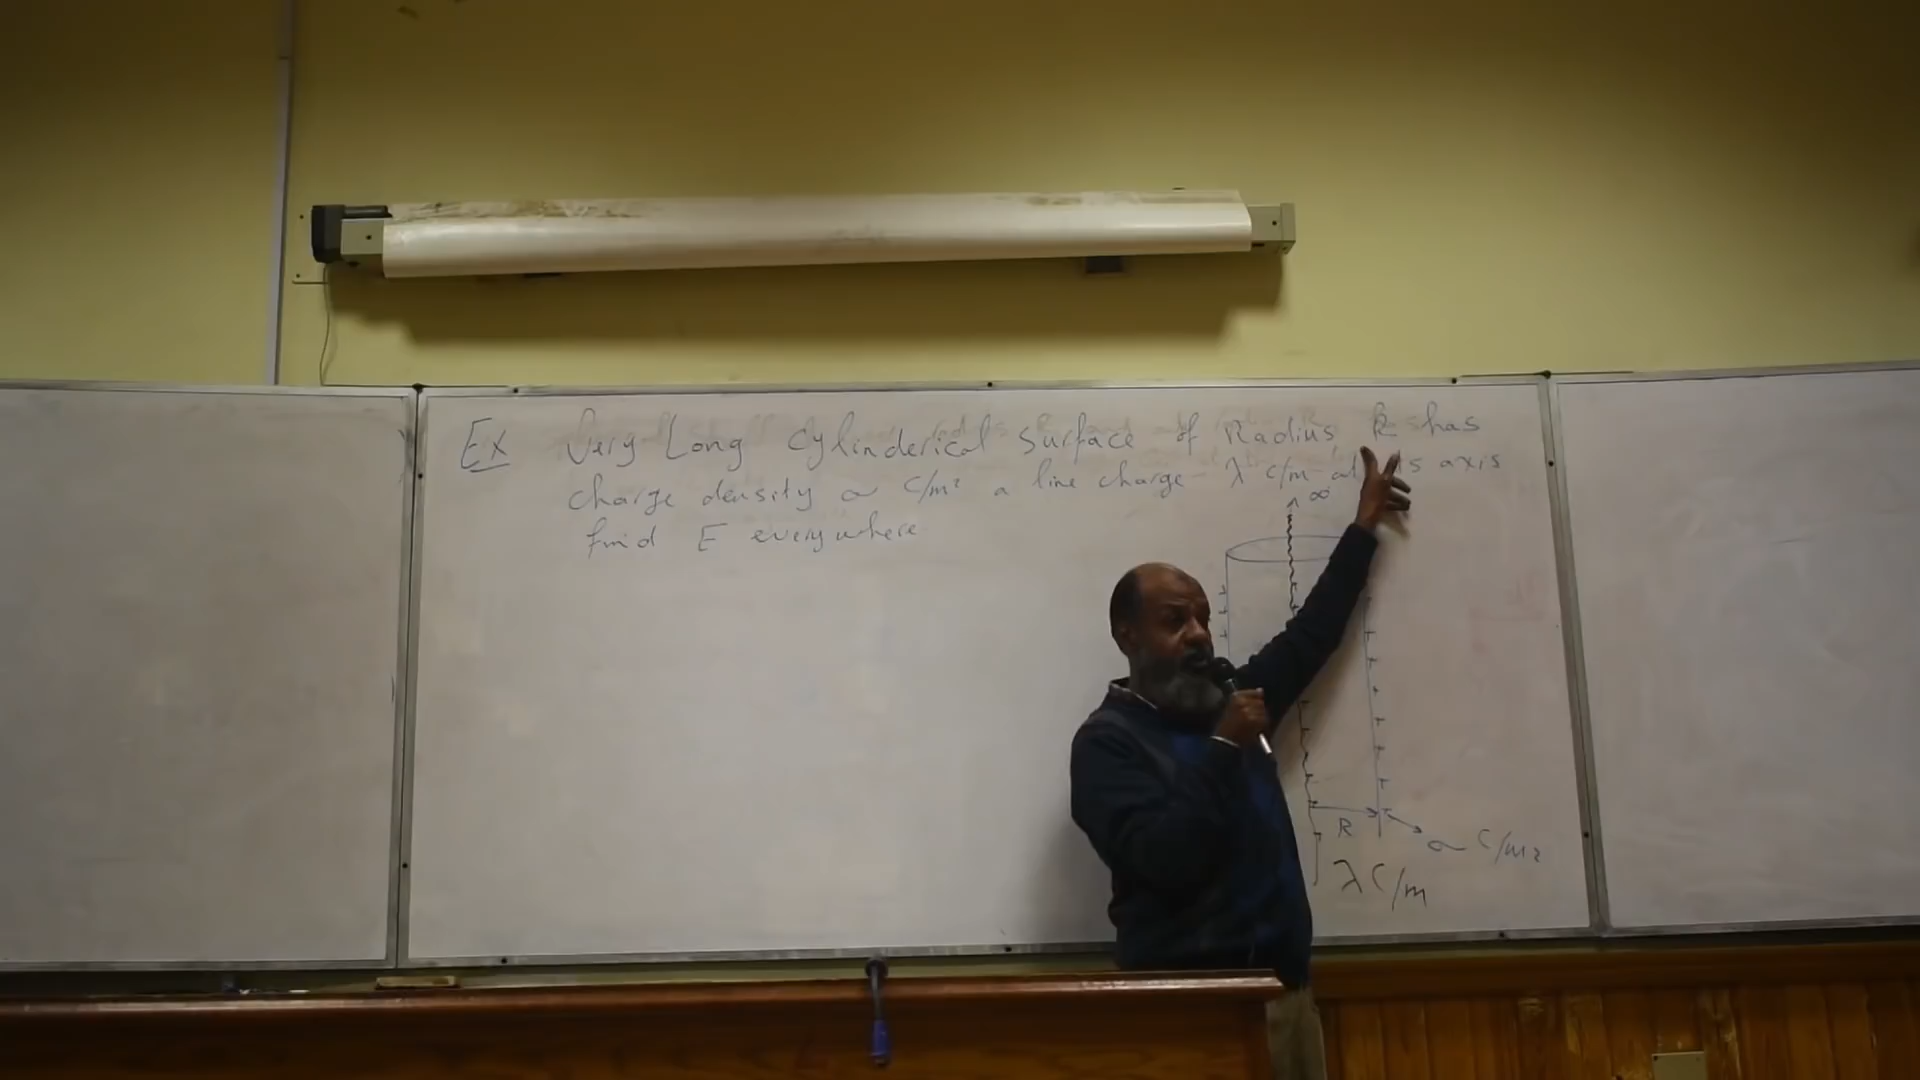 Ex Very Long Cylinderical Surface of Radius R has
charge density σ C/m² a line charge λ C/m at its axis
find E everywhere
∞
R
σ C/m²
λ C/m